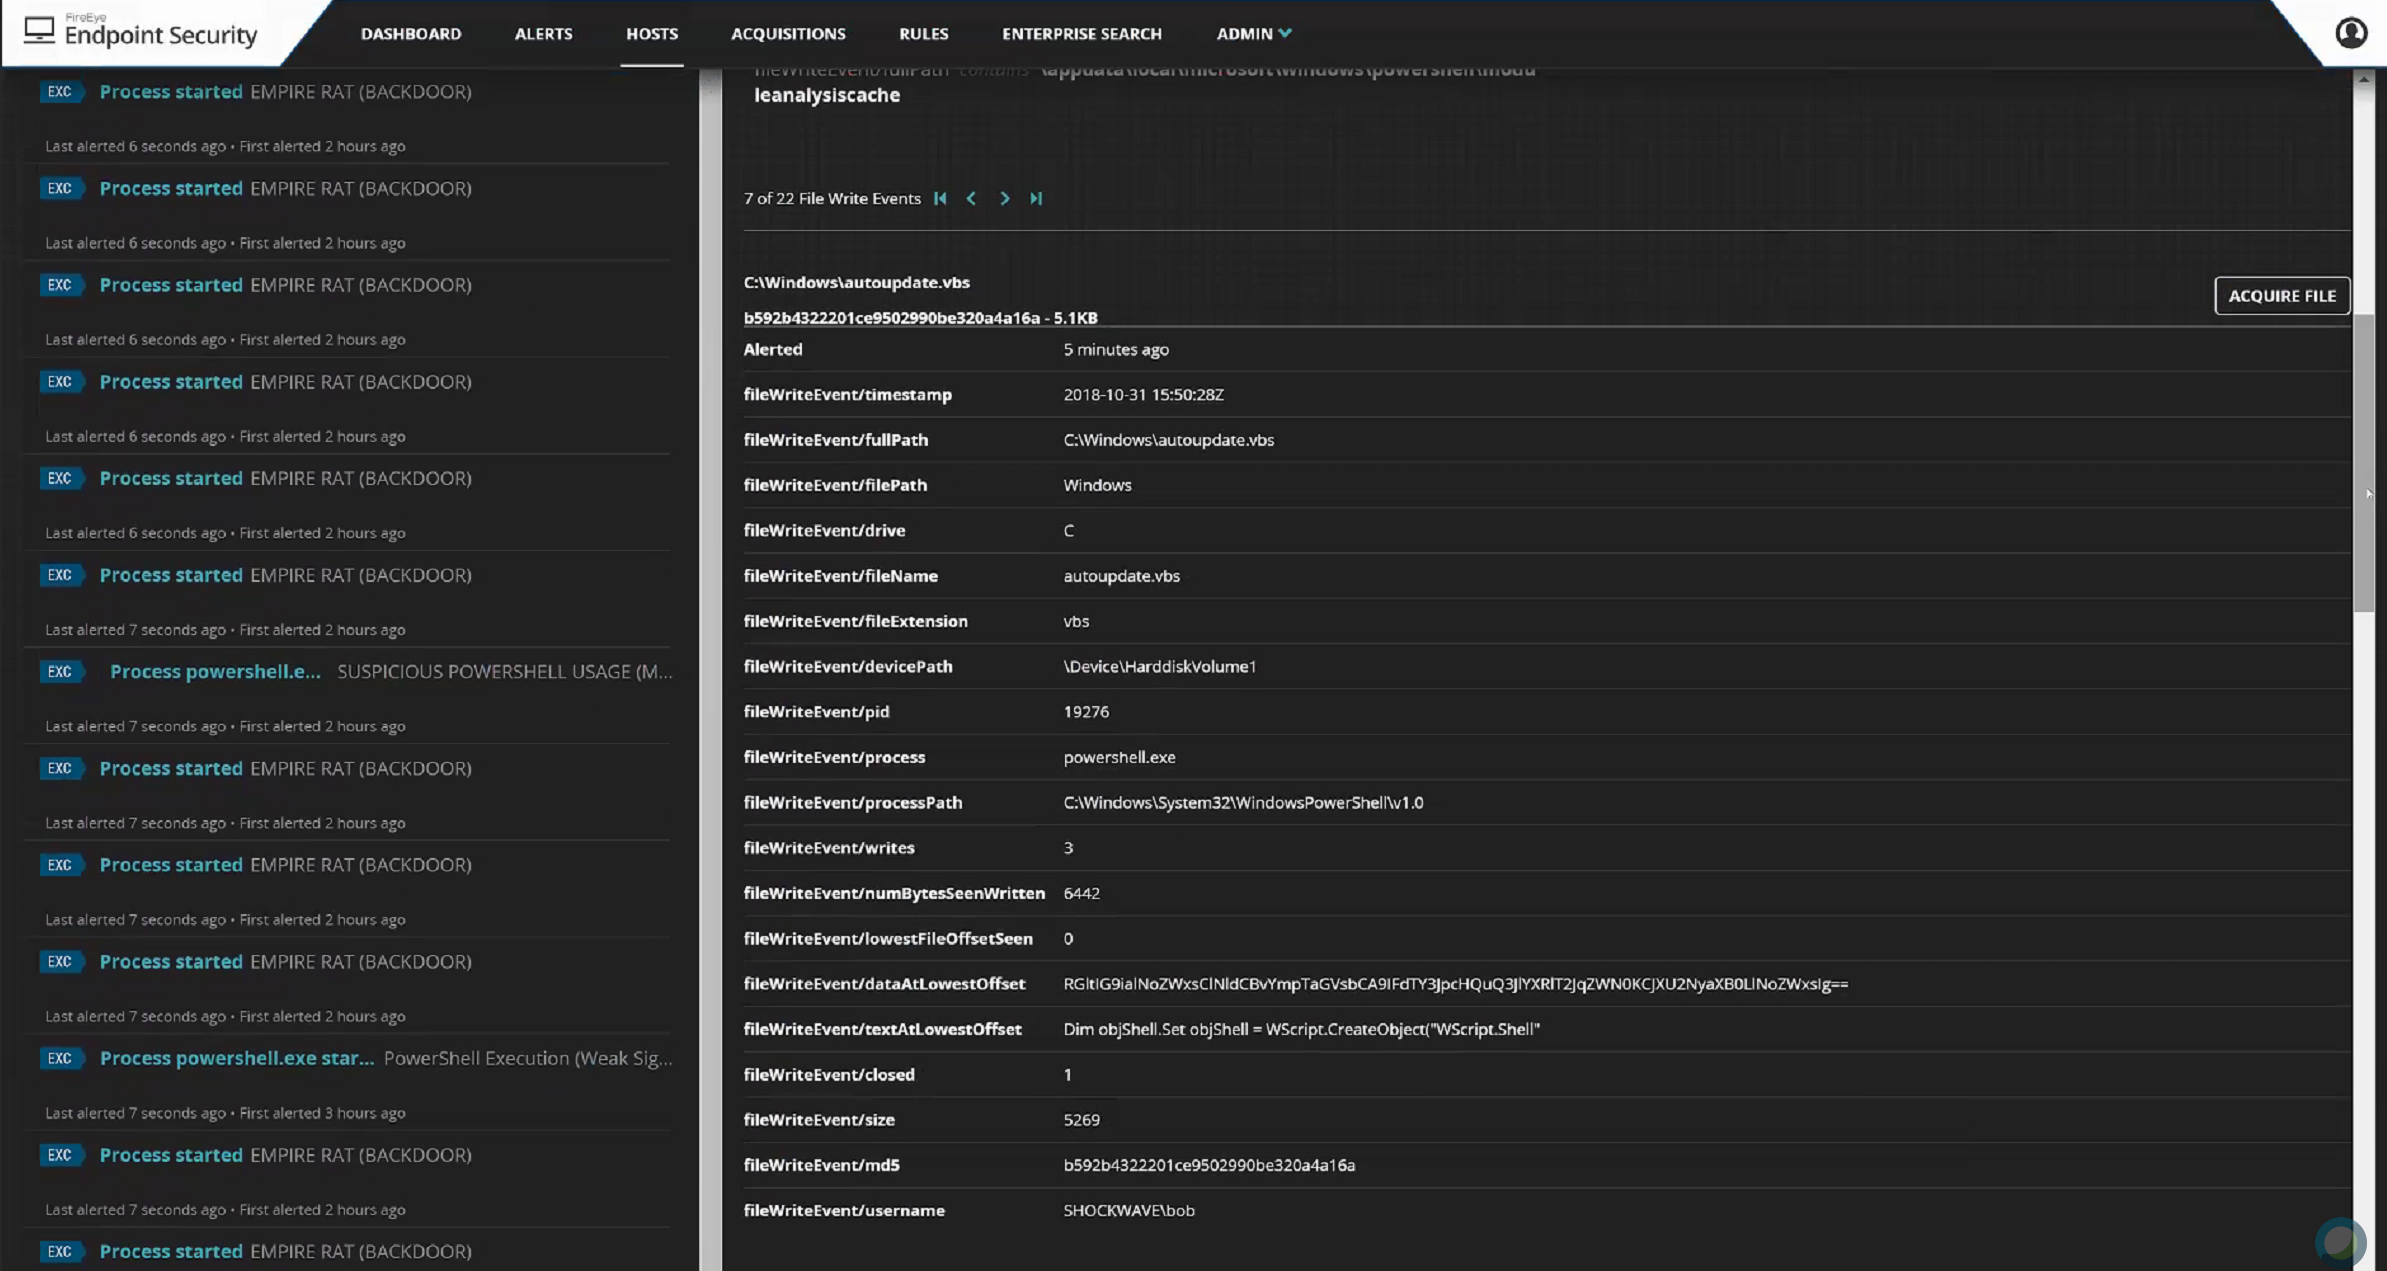 FireEye
Endpoint Security
DASHBOARD
ALERTS
HOSTS
ACQUISITIONS
RULES
ENTERPRISE SEARCH
ADMIN
EXC Process started EMPIRE RAT (BACKDOOR)
Last alerted 6 seconds ago • First alerted 2 hours ago
EXC Process started EMPIRE RAT (BACKDOOR)
Last alerted 6 seconds ago • First alerted 2 hours ago
EXC Process started EMPIRE RAT (BACKDOOR)
Last alerted 6 seconds ago • First alerted 2 hours ago
EXC Process started EMPIRE RAT (BACKDOOR)
Last alerted 6 seconds ago • First alerted 2 hours ago
EXC Process started EMPIRE RAT (BACKDOOR)
Last alerted 6 seconds ago • First alerted 2 hours ago
EXC Process started EMPIRE RAT (BACKDOOR)
Last alerted 7 seconds ago • First alerted 2 hours ago
EXC Process powershell.e... SUSPICIOUS POWERSHELL USAGE (M...
Last alerted 7 seconds ago • First alerted 2 hours ago
EXC Process started EMPIRE RAT (BACKDOOR)
Last alerted 7 seconds ago • First alerted 2 hours ago
EXC Process started EMPIRE RAT (BACKDOOR)
Last alerted 7 seconds ago • First alerted 2 hours ago
EXC Process started EMPIRE RAT (BACKDOOR)
Last alerted 7 seconds ago • First alerted 2 hours ago
EXC Process powershell.exe star... PowerShell Execution (Weak Sig...
Last alerted 7 seconds ago • First alerted 3 hours ago
EXC Process started EMPIRE RAT (BACKDOOR)
Last alerted 7 seconds ago • First alerted 2 hours ago
EXC Process started EMPIRE RAT (BACKDOOR)
fileWriteEvent/fullPath contains \appdata\local\microsoft\windows\powershell\modu
leanalysiscache
7 of 22 File Write Events
C:\Windows\autoupdate.vbs
b592b4322201ce9502990be320a4a16a - 5.1KB
ACQUIRE FILE
Alerted 5 minutes ago
fileWriteEvent/timestamp 2018-10-31 15:50:28Z
fileWriteEvent/fullPath C:\Windows\autoupdate.vbs
fileWriteEvent/filePath Windows
fileWriteEvent/drive C
fileWriteEvent/fileName autoupdate.vbs
fileWriteEvent/fileExtension vbs
fileWriteEvent/devicePath \Device\HarddiskVolume1
fileWriteEvent/pid 19276
fileWriteEvent/process powershell.exe
fileWriteEvent/processPath C:\Windows\System32\WindowsPowerShell\v1.0
fileWriteEvent/writes 3
fileWriteEvent/numBytesSeenWritten 6442
fileWriteEvent/lowestFileOffsetSeen 0
fileWriteEvent/dataAtLowestOffset
fileWriteEvent/textAtLowestOffset Dim objShell.Set objShell = WScript.CreateObject("WScript.Shell"
fileWriteEvent/closed 1
fileWriteEvent/size 5269
fileWriteEvent/md5 b592b4322201ce9502990be320a4a16a
fileWriteEvent/username SHOCKWAVE\bob